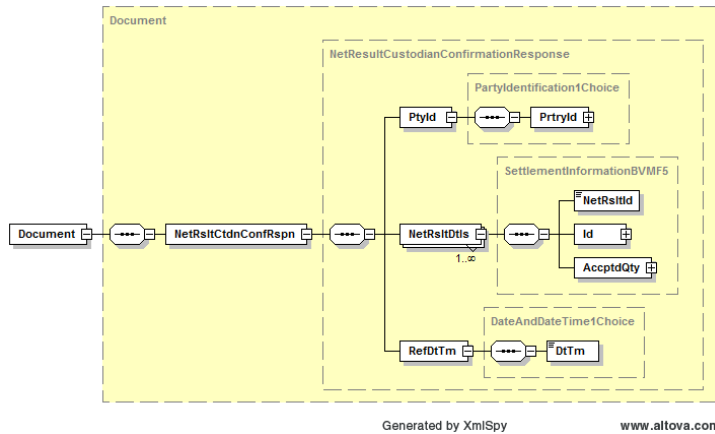 Document
NetResultCustodianConfirmationResponse
PartyIdentification1Choice
PtyId
PrtryId
SettlementInformationBVMF5
NetRsltId
Document
NetRsltCtdnConfRspn
NetRsltDtls
Id
1..∞
AccptdQty
DateAndDateTime1Choice
RefDtTm
DtTm
Generated by XmlSpy
www.altova.com